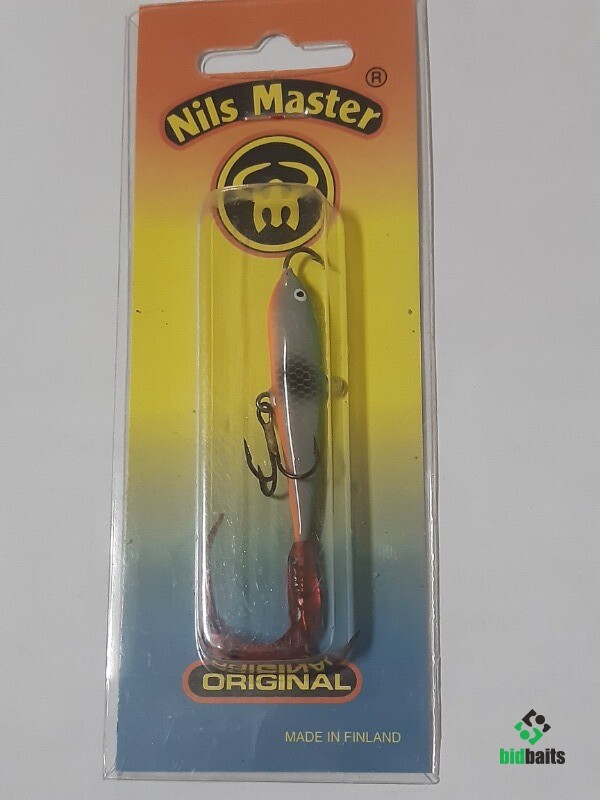 Nils Master
®
ORIGINAL
MADE IN FINLAND
bidbaits